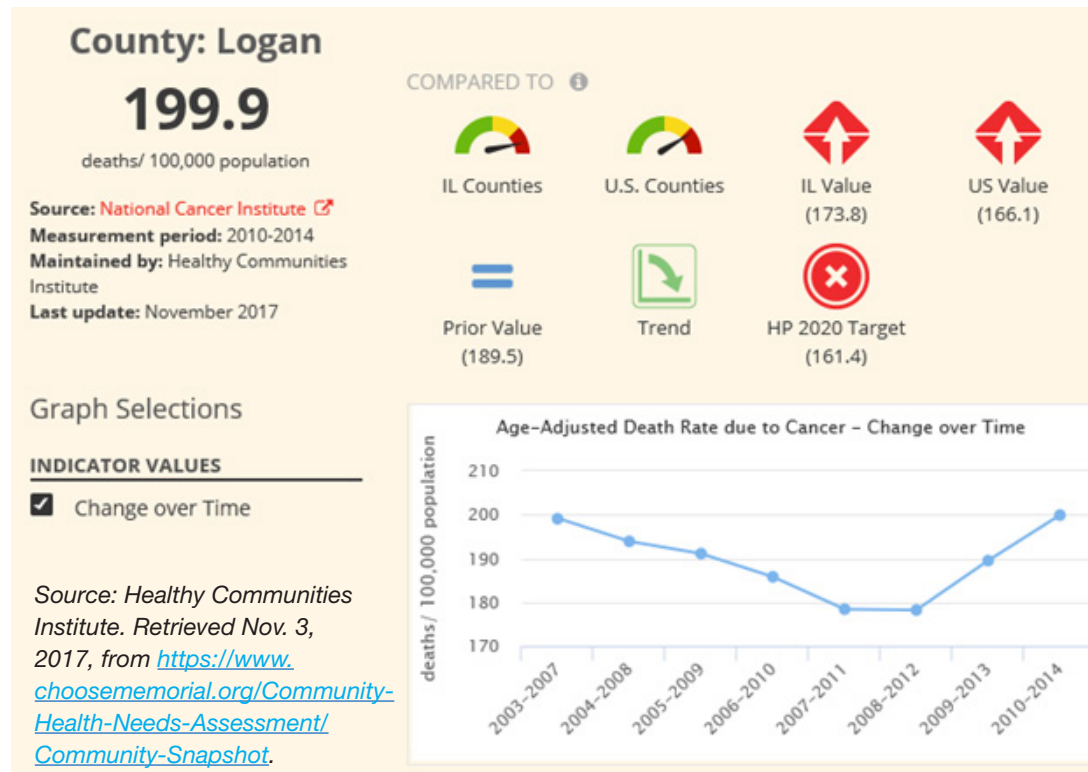 County: Logan
199.9
deaths/ 100,000 population
Source: National Cancer Institute
Measurement period: 2010-2014
Maintained by: Healthy Communities
Institute
Last update: November 2017
COMPARED TO
IL Counties
U.S. Counties
IL Value
(173.8)
US Value
(166.1)
Prior Value
(189.5)
Trend
HP 2020 Target
(161.4)
Graph Selections
INDICATOR VALUES
Change over Time
Source: Healthy Communities
Institute. Retrieved Nov. 3,
2017, from https://www.
choosememorial.org/Community-
Health-Needs-Assessment/
Community-Snapshot.
Age-Adjusted Death Rate due to Cancer – Change over Time
deaths/ 100,000 population
210
200
190
180
170
2003-2007
2004-2008
2005-2009
2006-2010
2007-2011
2008-2012
2009-2013
2010-2014